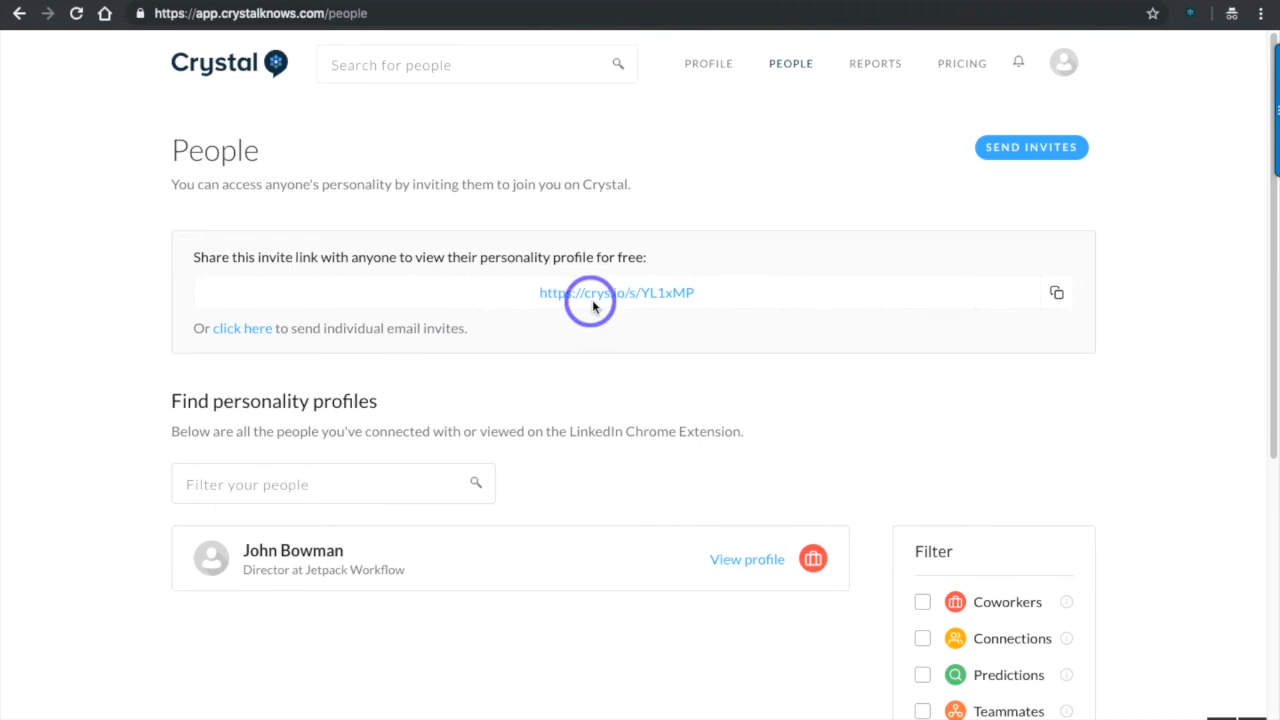 https://app.crystalknows.com/people
Crystal
Search for people
PROFILE
PEOPLE
REPORTS
PRICING
People
SEND INVITES
You can access anyone's personality by inviting them to join you on Crystal.
Share this invite link with anyone to view their personality profile for free:
https://crys.io/s/YL1xMP
Or click here to send individual email invites.
Find personality profiles
Below are all the people you've connected with or viewed on the LinkedIn Chrome Extension.
Filter your people
John Bowman
Director at Jetpack Workflow
View profile
Filter
Coworkers
Connections
Predictions
Teammates